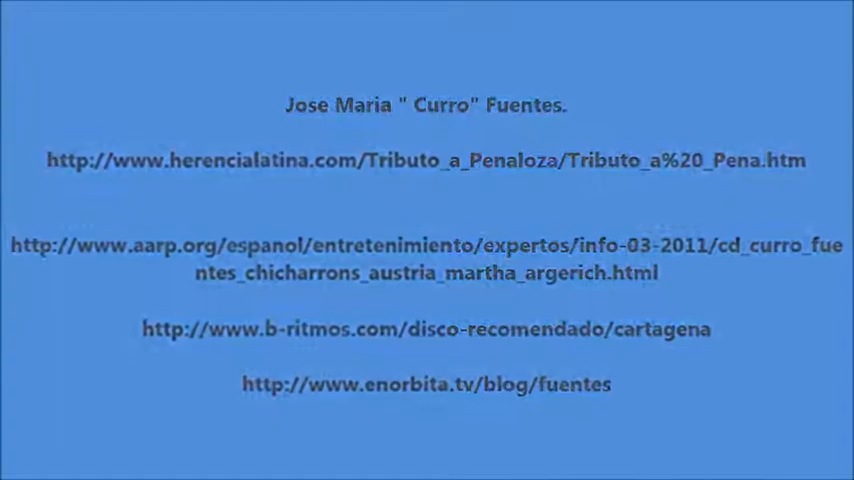 Jose Maria " Curro" Fuentes.
http://www.herencialatina.com/Tributo_a_Penaloza/Tributo_a%20_Pena.htm
http://www.aarp.org/espanol/entretenimiento/expertos/info-03-2011/cd_curro_fue
ntes_chicharrons_austria_martha_argerich.html
http://www.b-ritmos.com/disco-recomendado/cartagena
http://www.enorbita.tv/blog/fuentes